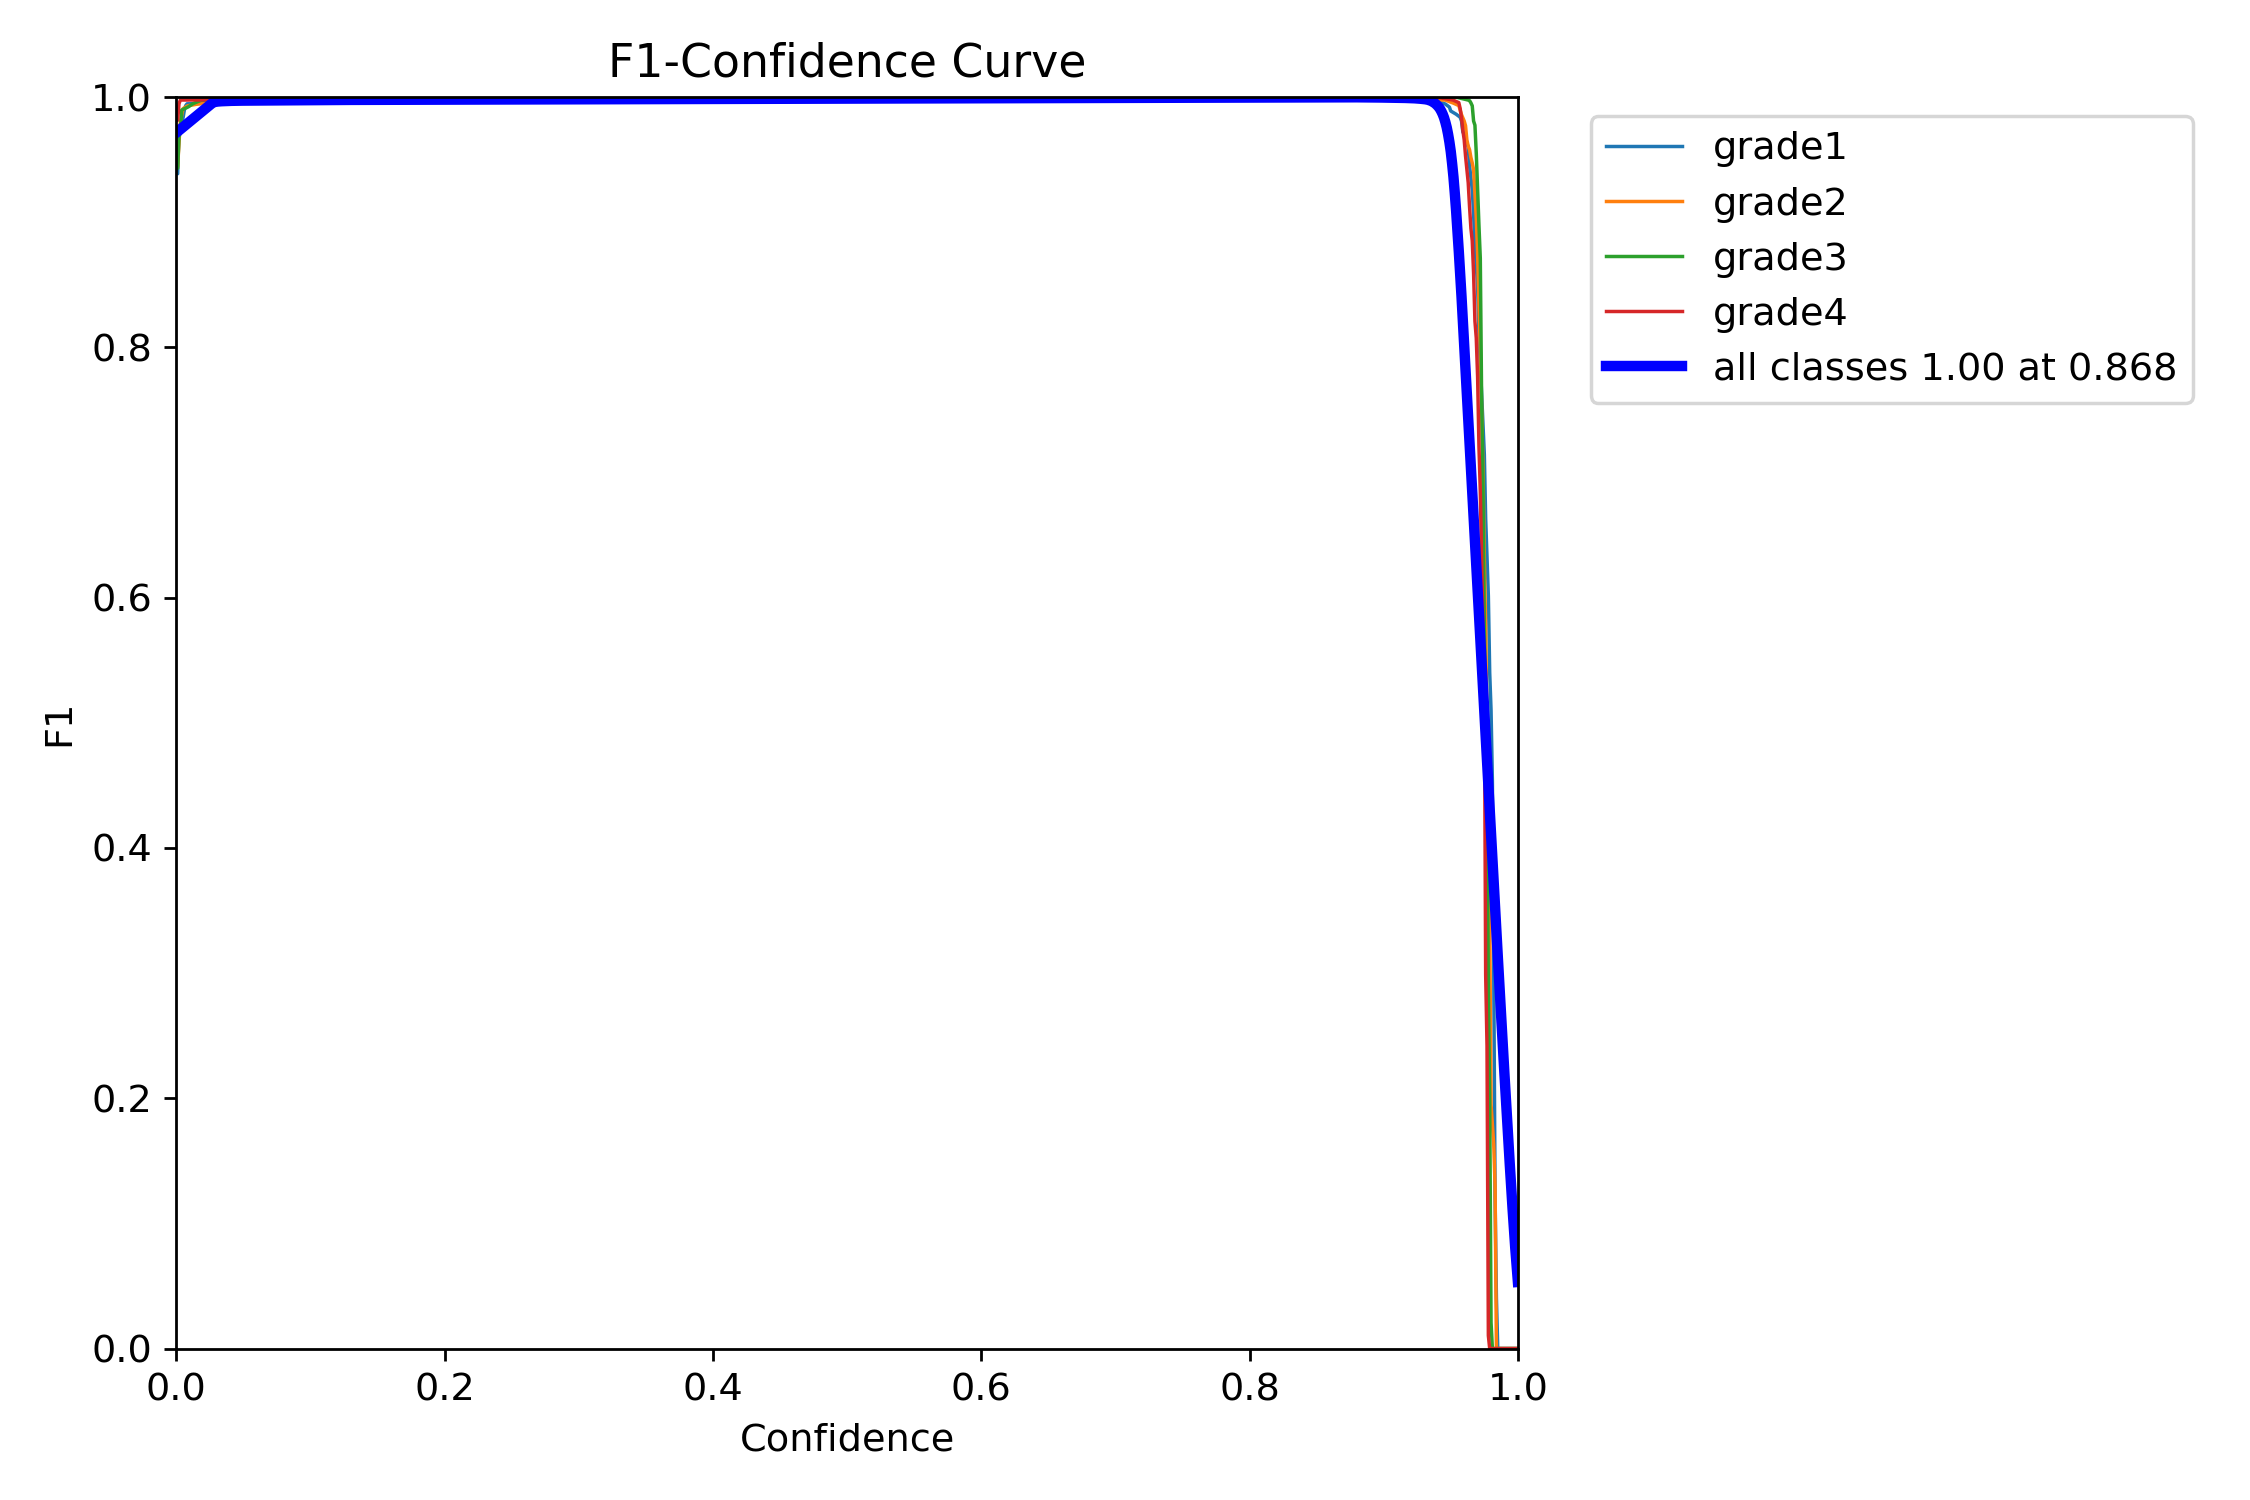 F1-Confidence Curve
1.0
0.8
0.6
0.4
0.2
0.0
F1
0.0 0.2 0.4 0.6 0.8 1.0
Confidence
grade1
grade2
grade3
grade4
all classes 1.00 at 0.868